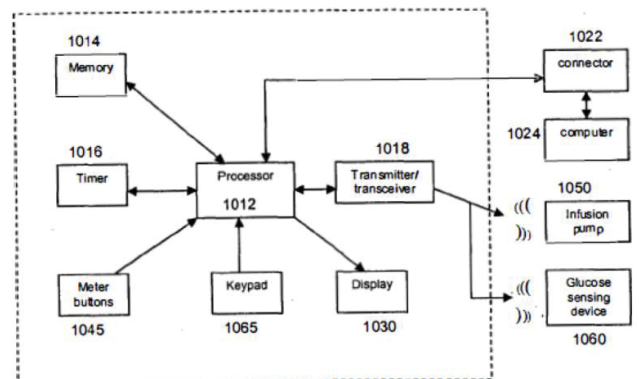 1014
Memory
1022
connector
1016
Timer
Processor
1012
1018
Transmitter/
transceiver
1024
computer
1050
Infusion
pump
Meter
buttons
1045
Keypad
1065
Display
1030
Glucose
sensing
device
1060